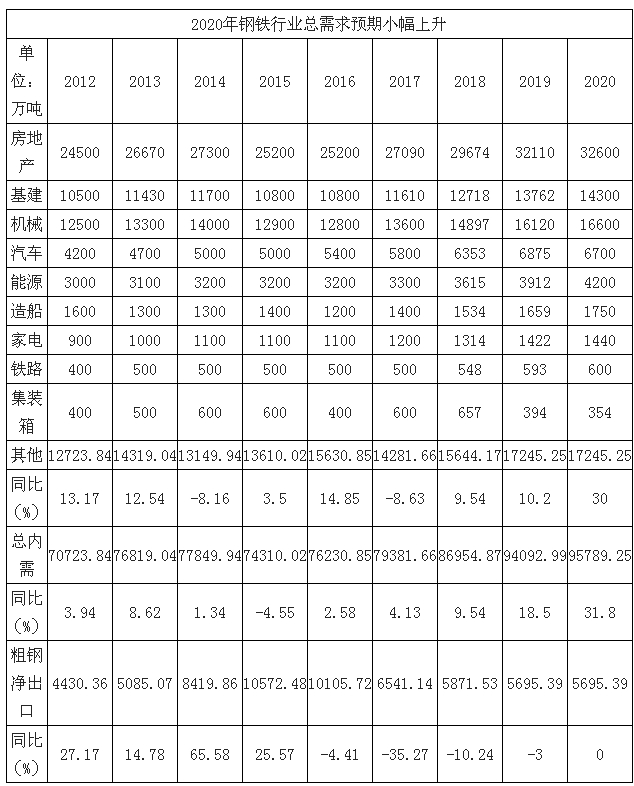 2020年钢铁行业总需求预期小幅上升
单位：万吨 2012 2013 2014 2015 2016 2017 2018 2019 2020
房地产 24500 26670 27300 25200 25200 27090 29674 32110 32600
基建 10500 11430 11700 10800 10800 11610 12718 13762 14300
机械 12500 13300 14000 12900 12800 13600 14897 16120 16600
汽车 4200 4700 5000 5000 5400 5800 6353 6875 6700
能源 3000 3100 3200 3200 3200 3300 3615 3912 4200
造船 1600 1300 1300 1400 1200 1400 1534 1659 1750
家电 900 1000 1100 1100 1100 1200 1314 1422 1440
铁路 400 500 500 500 500 500 548 593 600
集装箱 400 500 600 600 400 600 657 394 354
其他 12723.84 14319.04 13149.94 13610.02 15630.85 14281.66 15644.17 17245.25 17245.25
同比(%) 13.17 12.54 -8.16 3.5 14.85 -8.63 9.54 10.2 30
总内需 70723.84 76819.04 77849.94 74310.02 76230.85 79381.66 86954.87 94092.99 95789.25
同比(%) 3.94 8.62 1.34 -4.55 2.58 4.13 9.54 18.5 31.8
粗钢净出口 4430.36 5085.07 8419.86 10572.48 10105.72 6541.14 5871.53 5695.39 5695.39
同比(%) 27.17 14.78 65.58 25.57 -4.41 -35.27 -10.24 -3 0